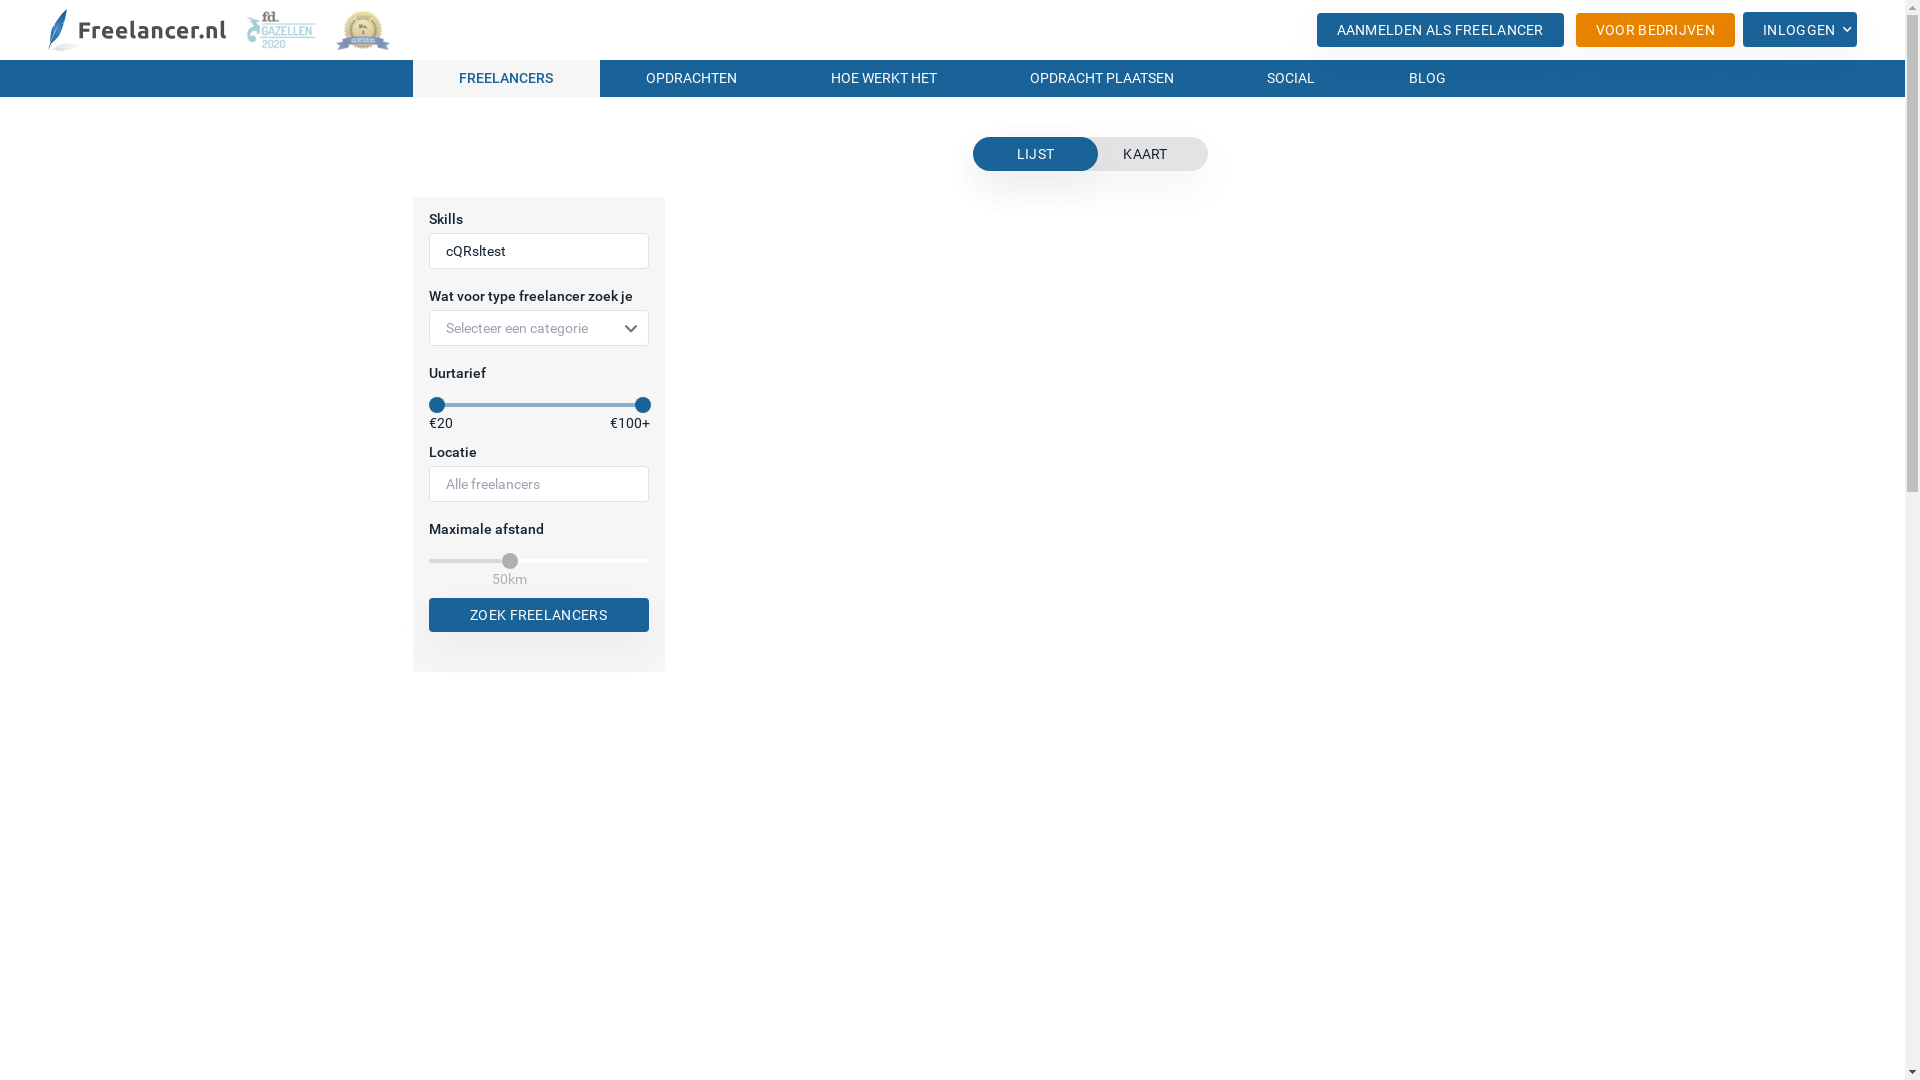 Freelancer.nl
fd.
GAZELLEN
2020
No.
1
AANMELDEN ALS FREELANCER
VOOR BEDRIJVEN
INLOGGEN
FREELANCERS
OPDRACHTEN
HOE WERKT HET
OPDRACHT PLAATSEN
SOCIAL
BLOG
LIJST
KAART
Skills
cQRsltest
Wat voor type freelancer zoek je
Selecteer een categorie
Uurtarief
€20
€100+
Locatie
Alle freelancers
Maximale afstand
50km
ZOEK FREELANCERS